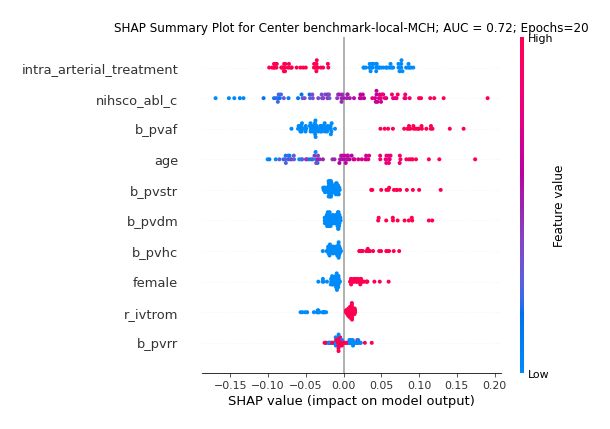 SHAP Summary Plot for Center benchmark-local-MCH; AUC = 0.72; Epochs=20
High
intra_arterial_treatment
nihsco_abl_c
b_pvaf
age
b_pvstr
b_pvdm
b_pvhc
female
r_ivtrom
b_pvrr
Feature value
Low
−0.15 −0.10 −0.05 0.00 0.05 0.10 0.15 0.20
SHAP value (impact on model output)